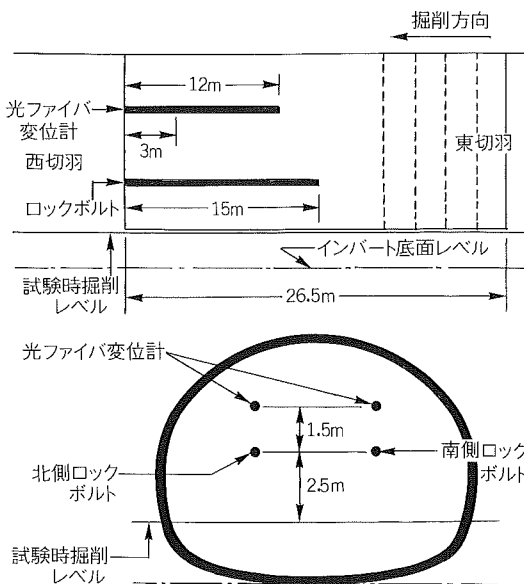 掘削方向
12m
光ファイバ
変位計
3m
西切羽
東切羽
ロックボルト
15m
インバート底面レベル
試験時掘削
レベル
26.5m
光ファイバ変位計
1.5m
北側ロック
ボルト
南側ロック
ボルト
2.5m
試験時掘削
レベル